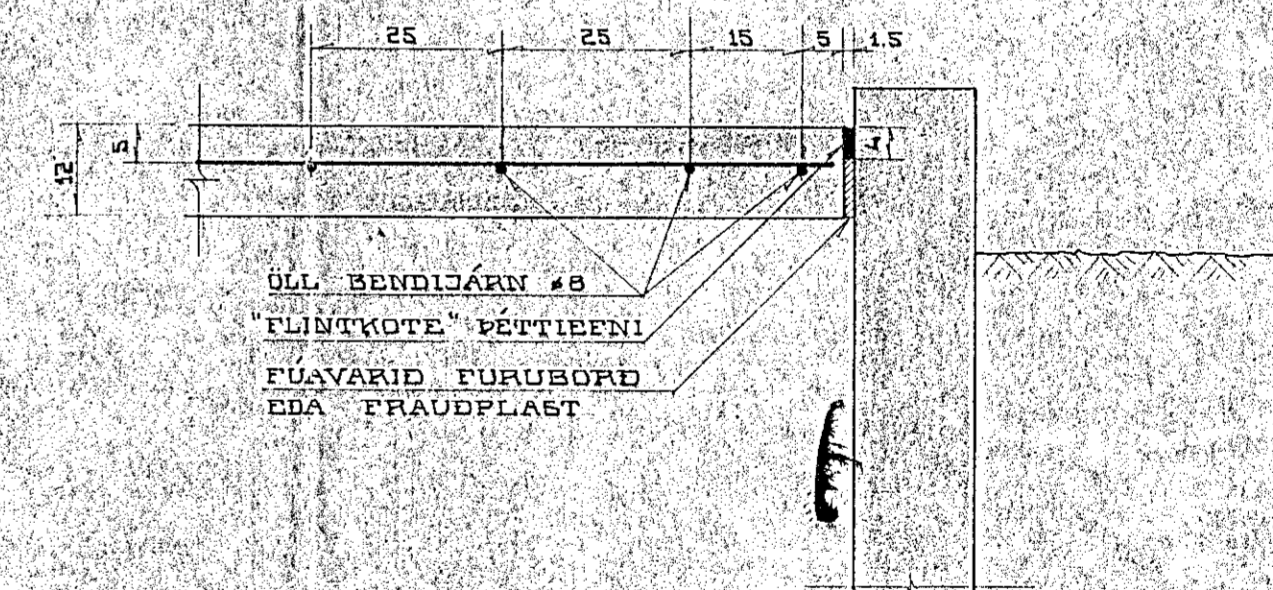 25 25 15 5 1.5
12 5 4
ÖLL BENDIJÁRN ø8
"FLINTKOTE" ÞÉTTIEFNI
FÚAVARIÐ FURUBORÐ
EÐA FRAUÐPLAST